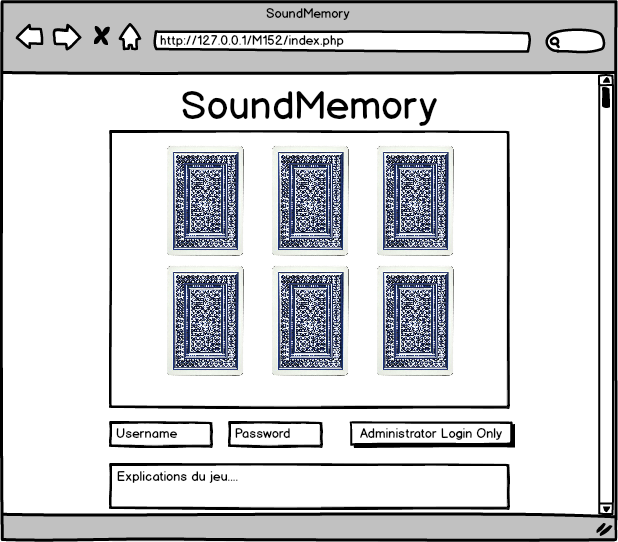 SoundMemory
http://127.0.0.1/M152/index.php
SoundMemory
Username
Password
Administrator Login Only
Explications du jeu....